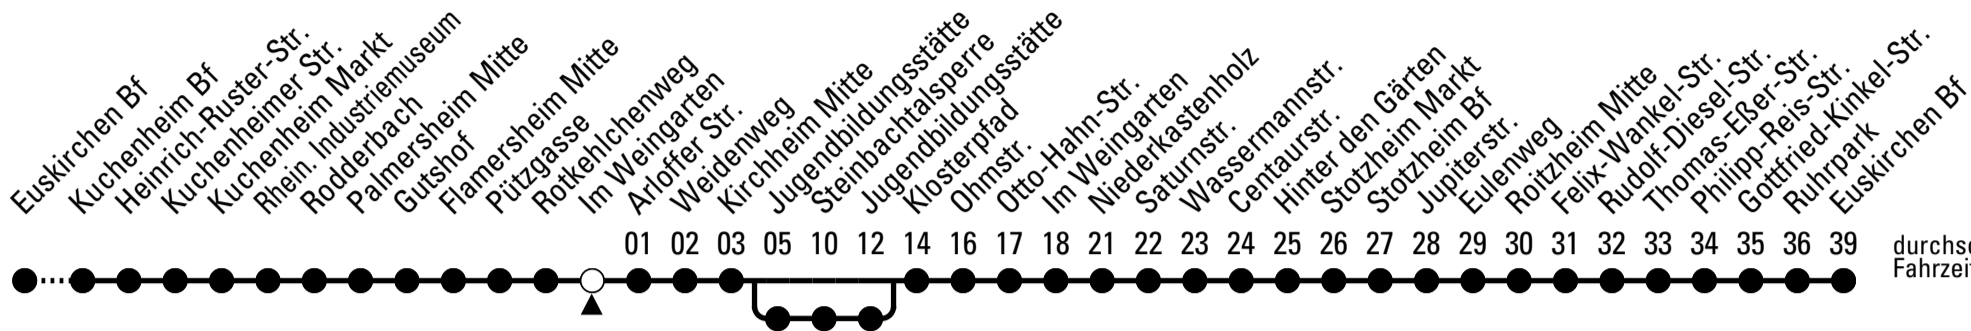 Euskirchen Bf
Kuchenheim Bf
Heinrich-Ruster-Str.
Kuchenheimer Str.
Kuchenheim Markt
Rhein. Industriemuseum
Rodderbach
Palmersheim Mitte
Gutshof
Flamersheim Mitte
Pützgasse
Rotkehlchenweg
Im Weingarten
Arloffer Str.
Weidenweg
Kirchheim Mitte
Jugendbildungsstätte
Steinbachtalsperre
Jugendbildungsstätte
Klosterpfad
Ohmstr.
Otto-Hahn-Str.
Im Weingarten
Niederkastenholz
Saturnstr.
Wassermannstr.
Centaurstr.
Hinter den Gärten
Stotzheim Markt
Stotzheim Bf
Jupiterstr.
Eulenweg
Roitzheim Mitte
Felix-Wankel-Str.
Rudolf-Diesel-Str.
Thomas-Eßer-Str.
Philipp-Reis-Str.
Gottfried-Kinkel-Str.
Ruhrpark
Euskirchen Bf
01 02 03 05 10 12 14 16 17 18 21 22 23 24 25 26 27 28 29 30 31 32 33 34 35 36 39